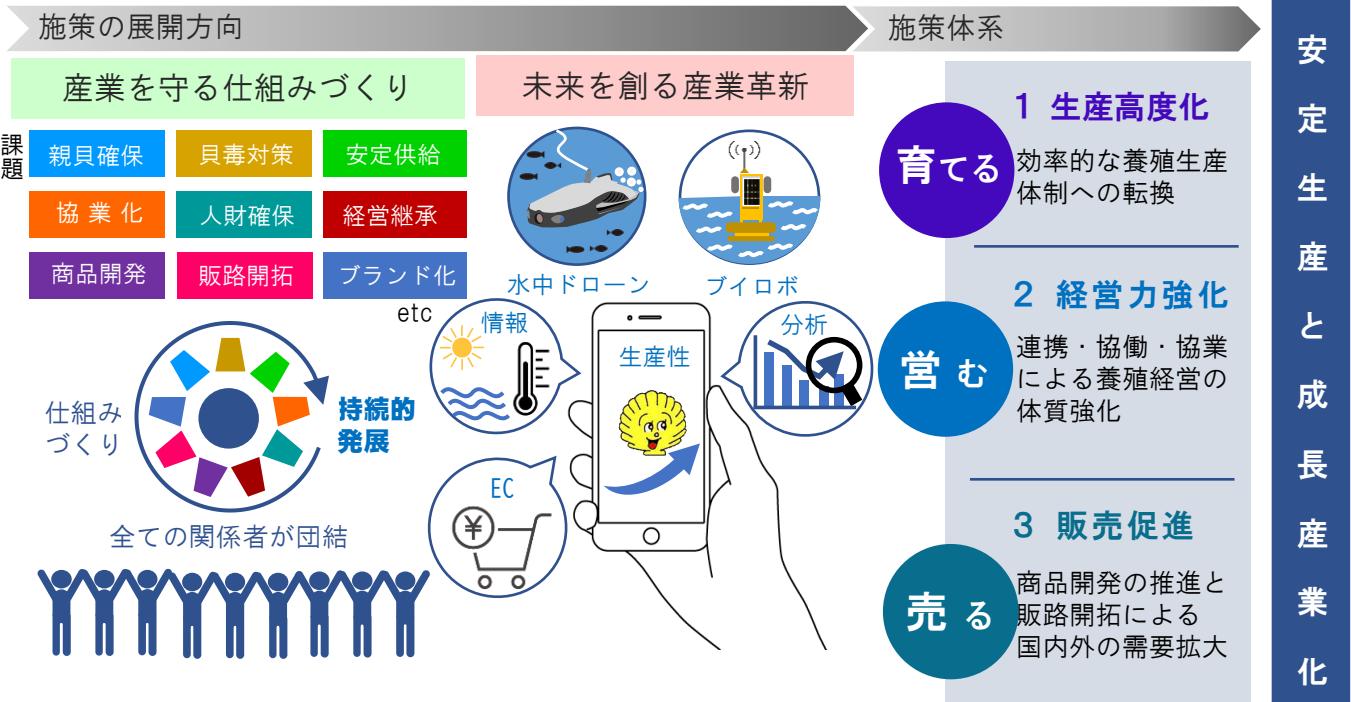 施策の展開方向
産業を守る仕組みづくり
課題
親貝確保
貝毒対策
安定供給
協業化
人財確保
経営継承
商品開発
販路開拓
ブランド化
etc
仕組み
づくり
持続的
発展
全ての関係者が団結
未来を創る産業革新
水中ドローン
ブイロボ
情報
生産性
分析
EC
¥
施策体系
育てる
1 生産高度化
効率的な養殖生産
体制への転換
営む
2 経営力強化
連携・協働・協業
による養殖経営の
体質強化
売る
3 販売促進
商品開発の推進と
販路開拓による
国内外の需要拡大
安定生産と成長産業化